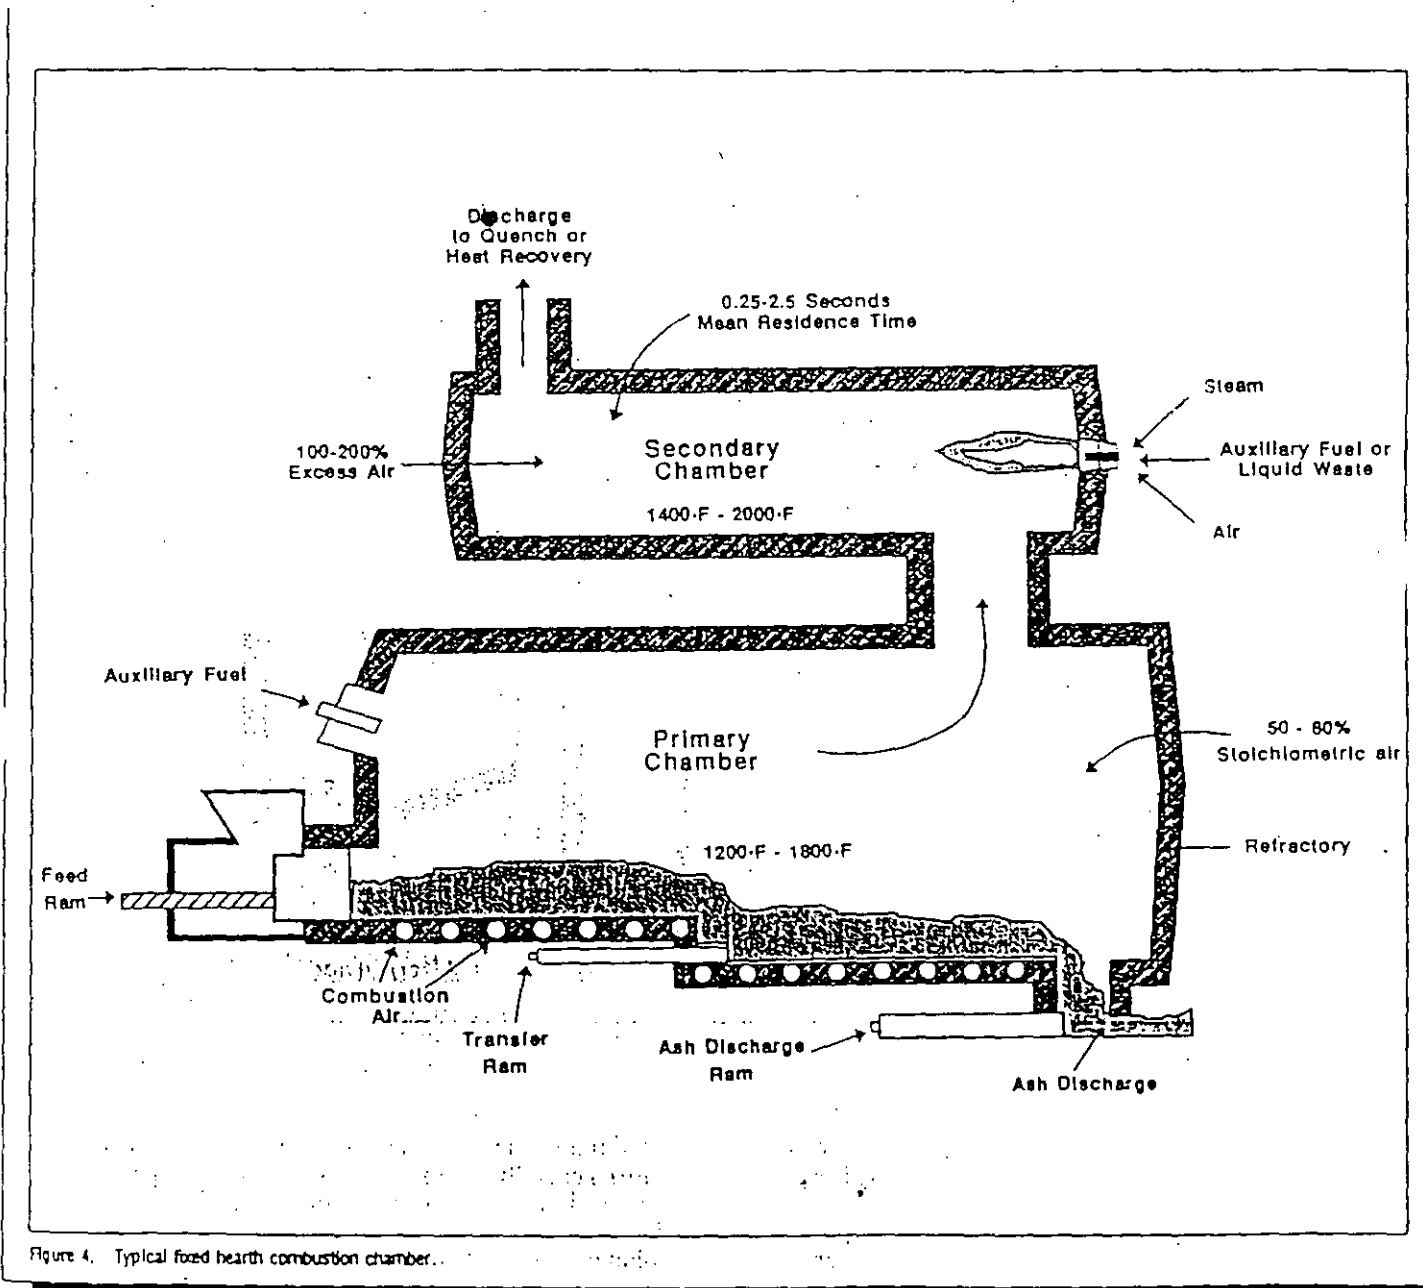 Discharge
to Quench or
Heat Recovery
0.25-2.5 Seconds
Mean Residence Time
Steam
100-200%
Excess Air
Secondary
Chamber
Auxiliary Fuel or
Liquid Waste
1400·F - 2000·F
Air
Auxiliary Fuel
Primary
Chamber
50 - 80%
Stoichiometric air
1200·F - 1800·F
Refractory
Feed
Ram
Combustion
Air
Transfer
Ram
Ash Discharge
Ram
Ash Discharge
Figure 4. Typical fixed hearth combustion chamber.